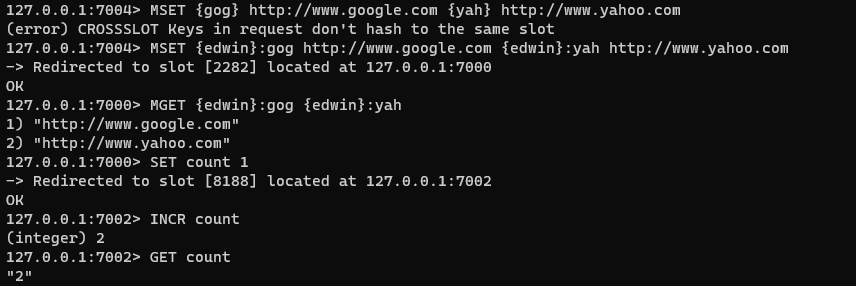 127.0.0.1:7004> MSET {gog} http://www.google.com {yah} http://www.yahoo.com
(error) CROSSSLOT Keys in request don't hash to the same slot
127.0.0.1:7004> MSET {edwin}:gog http://www.google.com {edwin}:yah http://www.yahoo.com
-> Redirected to slot [2282] located at 127.0.0.1:7000
OK
127.0.0.1:7000> MGET {edwin}:gog {edwin}:yah
1) "http://www.google.com"
2) "http://www.yahoo.com"
127.0.0.1:7000> SET count 1
-> Redirected to slot [8188] located at 127.0.0.1:7002
OK
127.0.0.1:7002> INCR count
(integer) 2
127.0.0.1:7002> GET count
"2"